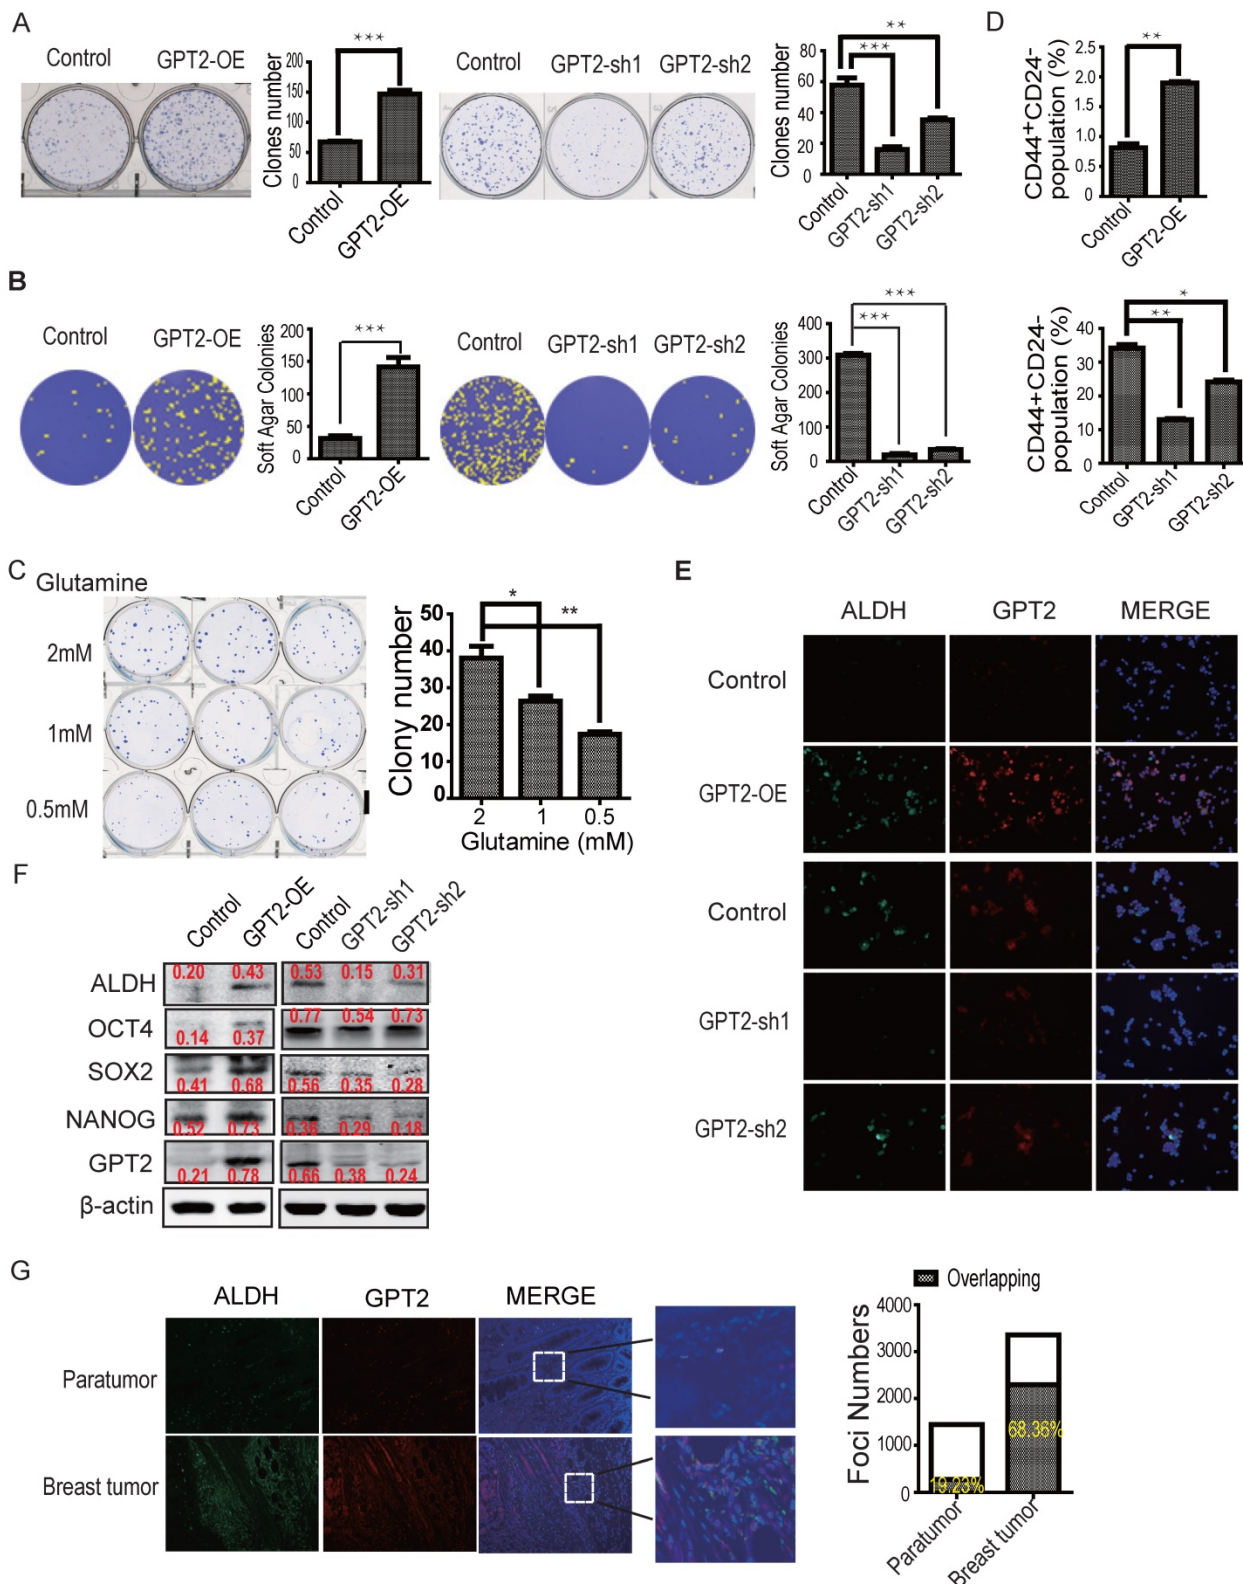 A
Control GPT2-OE
Clones number
200
150
100
50
0
***
Control
GPT2-OE
Control GPT2-sh1 GPT2-sh2
Clones number
80
60
40
20
0
**
***
Control
GPT2-sh1
GPT2-sh2
D
CD44+CD24-
population (%)
2.5
2.0
1.5
1.0
0.5
0.0
**
Control
GPT2-OE
CD44+CD24-
population (%)
40
30
20
10
0
*
**
Control
GPT2-sh1
GPT2-sh2
B
Control GPT2-OE
Soft Agar Colonies
200
150
100
50
0
***
Control
GPT2-OE
Control GPT2-sh1 GPT2-sh2
Soft Agar Colonies
400
300
200
100
0
***
***
Control
GPT2-sh1
GPT2-sh2
C
Glutamine
2mM
1mM
0.5mM
Clony number
50
40
30
20
10
0
*
**
2 1 0.5
Glutamine (mM)
E
ALDH GPT2 MERGE
Control
GPT2-OE
Control
GPT2-sh1
GPT2-sh2
F
Control GPT2-OE Control GPT2-sh1 GPT2-sh2
ALDH 0.20 0.43 0.53 0.15 0.31
OCT4 0.14 0.37 0.77 0.54 0.73
SOX2 0.41 0.68 0.56 0.35 0.28
NANOG 0.52 0.73 0.36 0.29 0.18
GPT2 0.21 0.78 0.66 0.38 0.24
β-actin
G
ALDH GPT2 MERGE
Paratumor
Breast tumor
Overlapping
Foci Numbers
4000
3000
2000
1000
0
19.23%
68.36%
Paratumor
Breast tumor